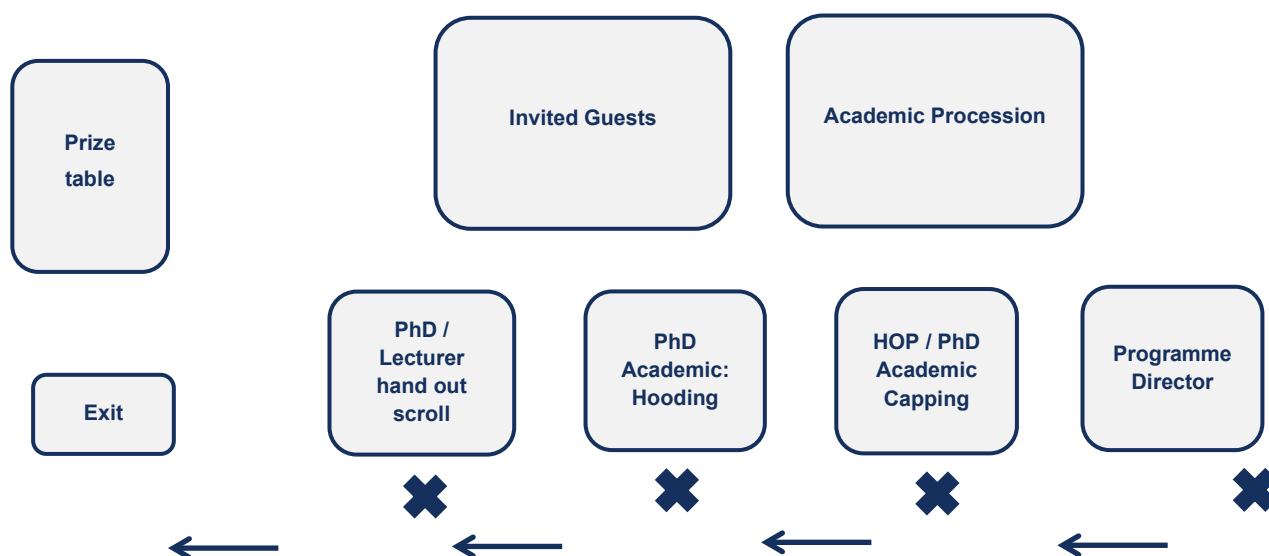 Invited Guests
Academic Procession
Prize
table
PhD /
Lecturer
hand out
scroll
PhD
Academic:
Hooding
HOP / PhD
Academic
Capping
Programme
Director
Exit